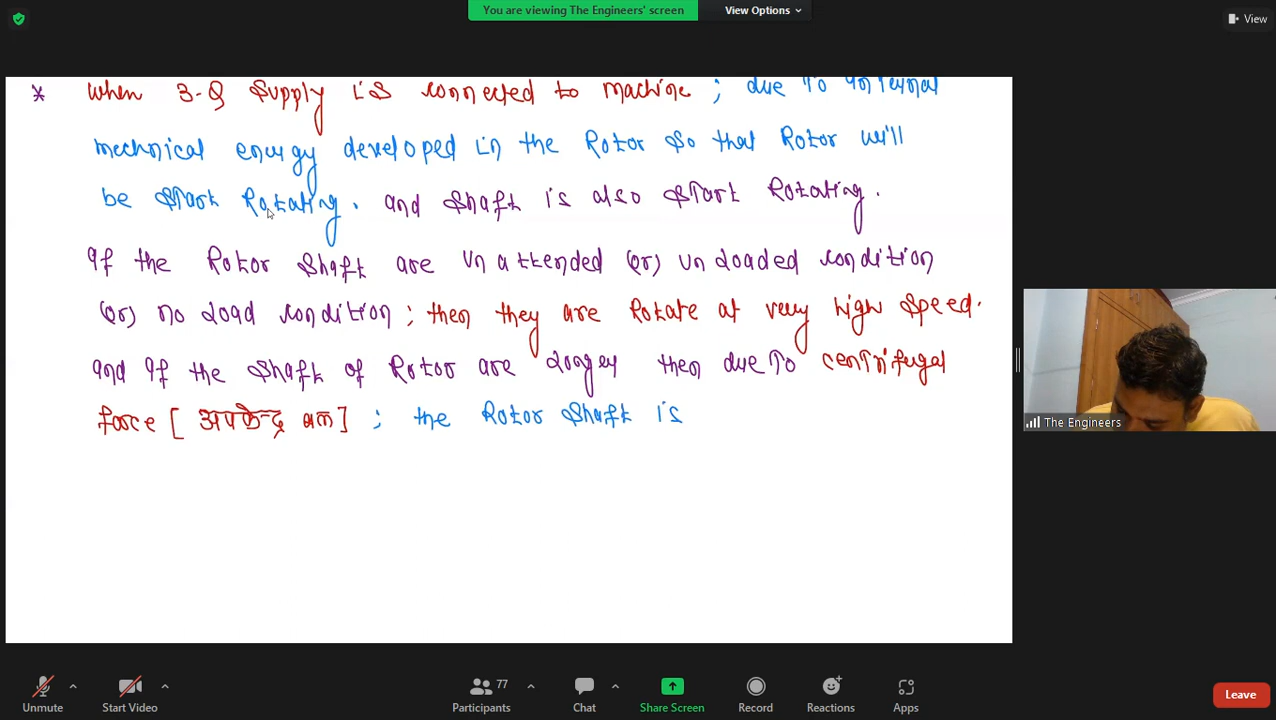 You are viewing The Engineers' screen
View Options
View
* When 3-Φ Supply is connected to machine ; due to internal
mechnical energy developed in the Rotor so that Rotor will
be start Rotating . and shaft is also start Rotating .
If the Rotor shaft are unattended (or) unloaded condition
(or) no load condition ; then they are Rotate at very high speed.
and If the shaft of Rotor are longer then due to centrifugal
force [ अपकेन्द्र बल ] ; the Rotor shaft is
The Engineers
77
Unmute
Start Video
Participants
Chat
Share Screen
Record
Reactions
Apps
Leave